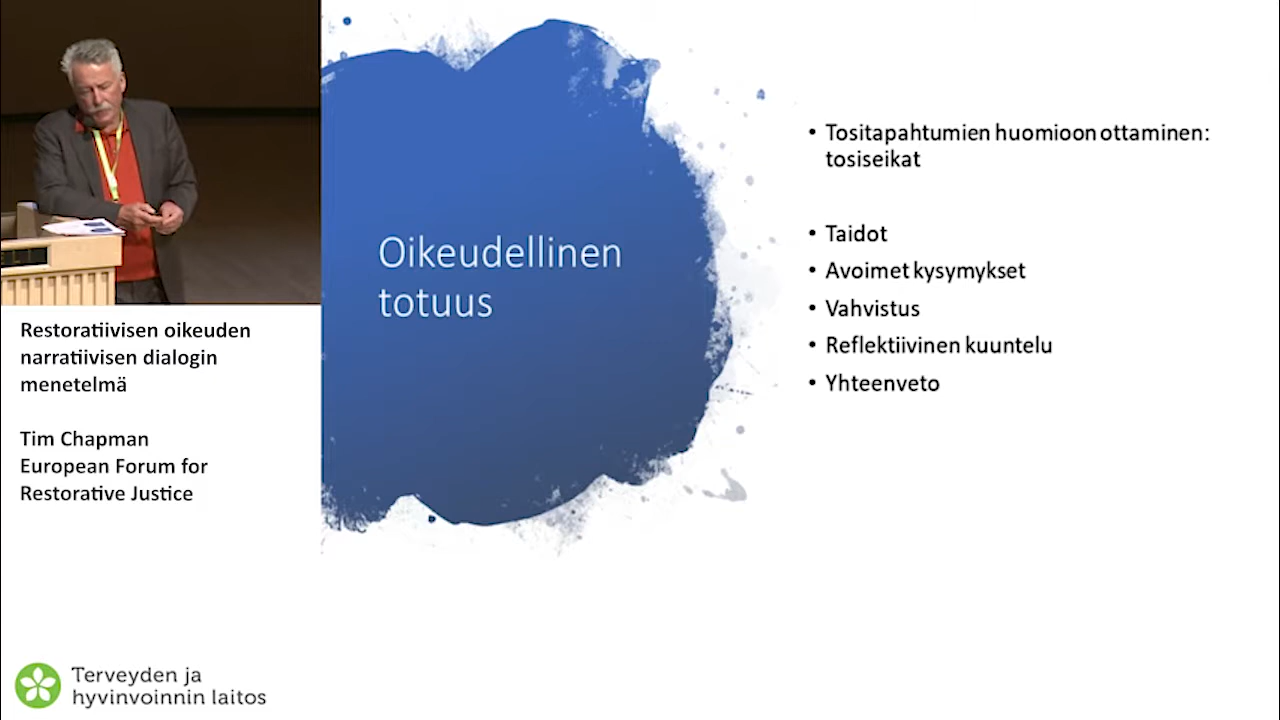 Restoratiivisen oikeuden
narratiivisen dialogin
menetelmä
Tim Chapman
European Forum for
Restorative Justice
Terveyden ja
hyvinvoinnin laitos
Oikeudellinen
totuus
• Tositapahtumien huomioon ottaminen:
tosiseikat
• Taidot
• Avoimet kysymykset
• Vahvistus
• Reflektiivinen kuuntelu
• Yhteenveto